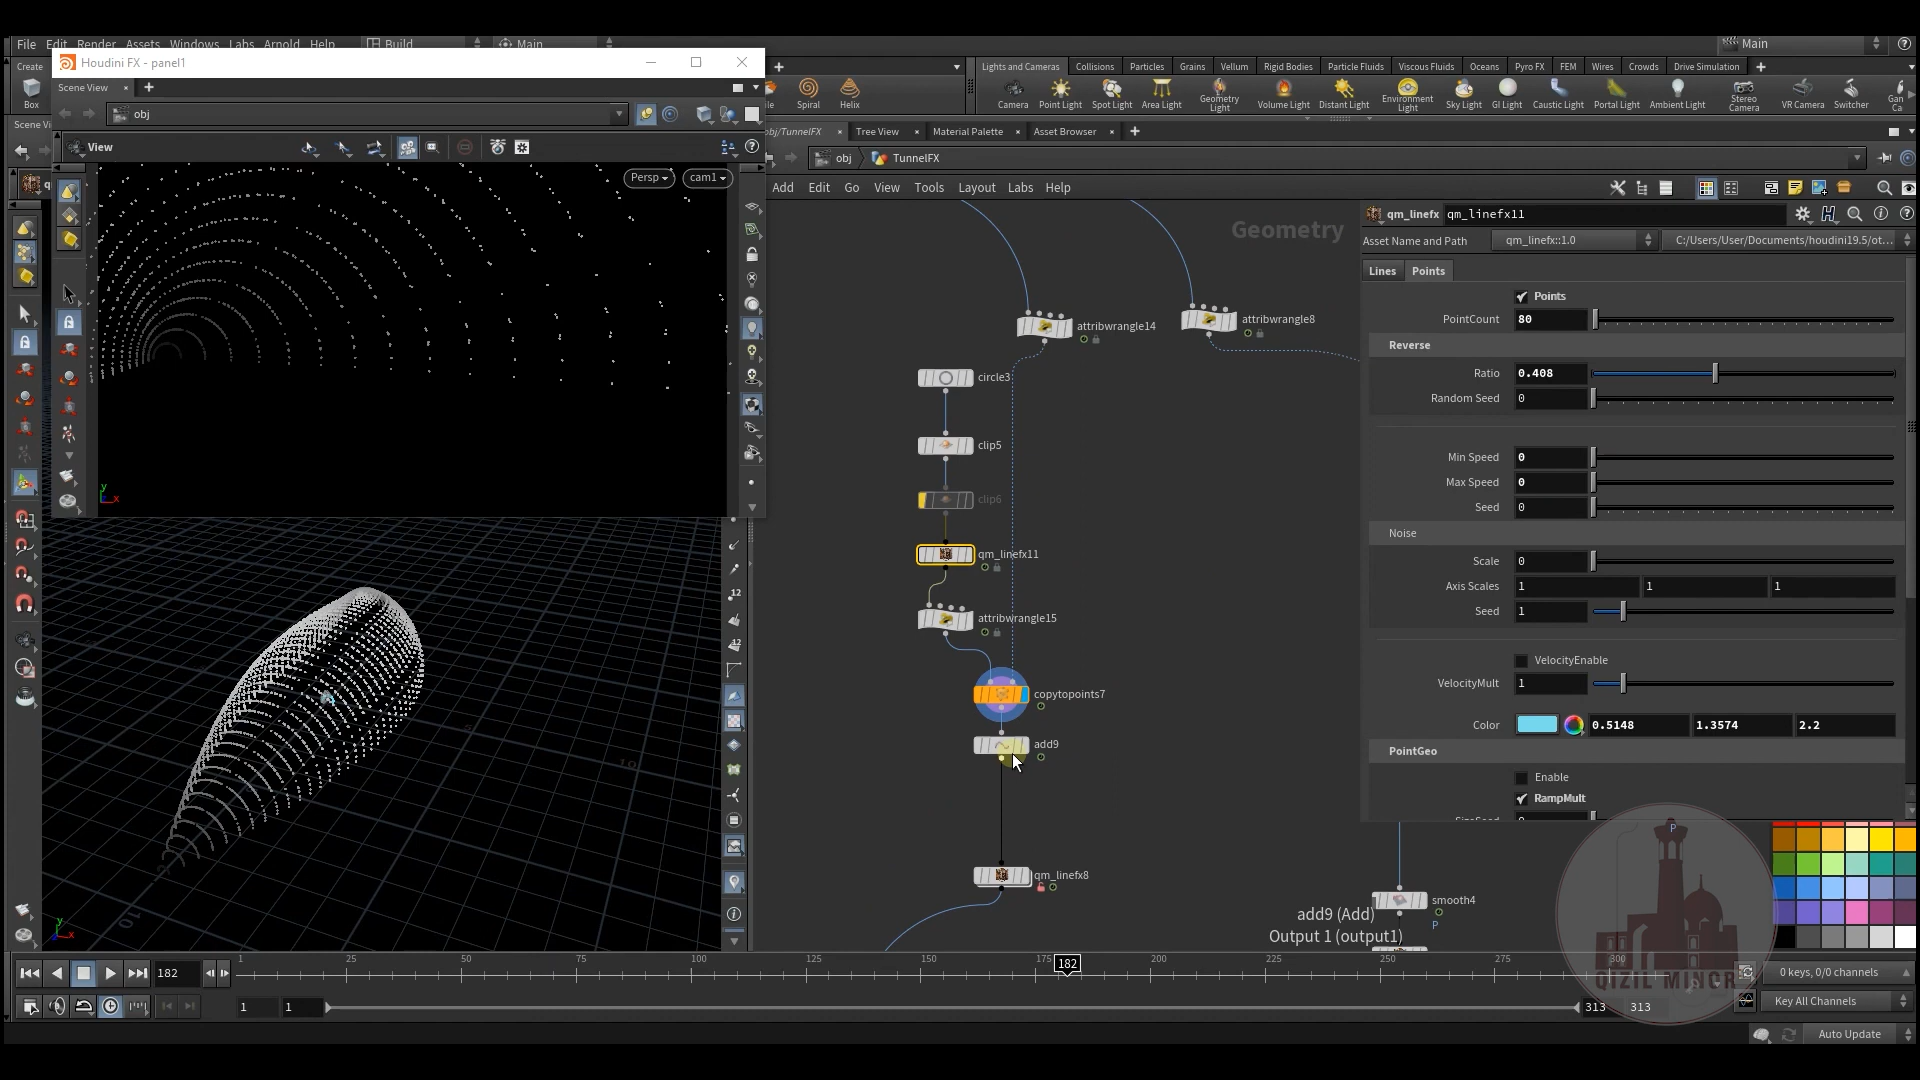 File Edit Render Assets Windows Labs Arnold Help Build Main Main
Houdini FX - panel1
Create
Box
Spiral
Helix
Lights and Cameras Collisions Particles Grains Vellum Rigid Bodies Particle Fluids Viscous Fluids Oceans Pyro FX FEM Wires Crowds Drive Simulation
Camera Point Light Spot Light Area Light Geometry Light Volume Light Distant Light Environment Light Sky Light GI Light Caustic Light Portal Light Ambient Light Stereo Camera VR Camera Switcher
Scene View
obj
View
Persp
cam1
obj/TunnelFX Tree View Material Palette Asset Browser
obj TunnelFX
Add Edit Go View Tools Layout Labs Help
Geometry
attribwrangle14
attribwrangle8
circle3
clip5
clip6
qm_linefx11
attribwrangle15
copytopoints7
add9
qm_linefx8
smooth4
P
add9 (Add)
Output 1 (output1)
qm_linefx qm_linefx11
Asset Name and Path qm_linefx::1.0 C:/Users/User/Documents/houdini19.5/ot...
Lines Points
Points
PointCount 80
Reverse
Ratio 0.408
Random Seed 0
Min Speed 0
Max Speed 0
Seed 0
Noise
Scale 0
Axis Scales 1 1 1
Seed 1
VelocityEnable
VelocityMult 1
Color 0.5148 1.3574 2.2
PointGeo
Enable
RampMult
P
QIZIL MINOR
y
x
y
x
10
12
12
182
1 25 50 75 100 125 150 175 182 200 225 250 275 300
0 keys, 0/0 channels
1 1 313 313
Key All Channels
Auto Update